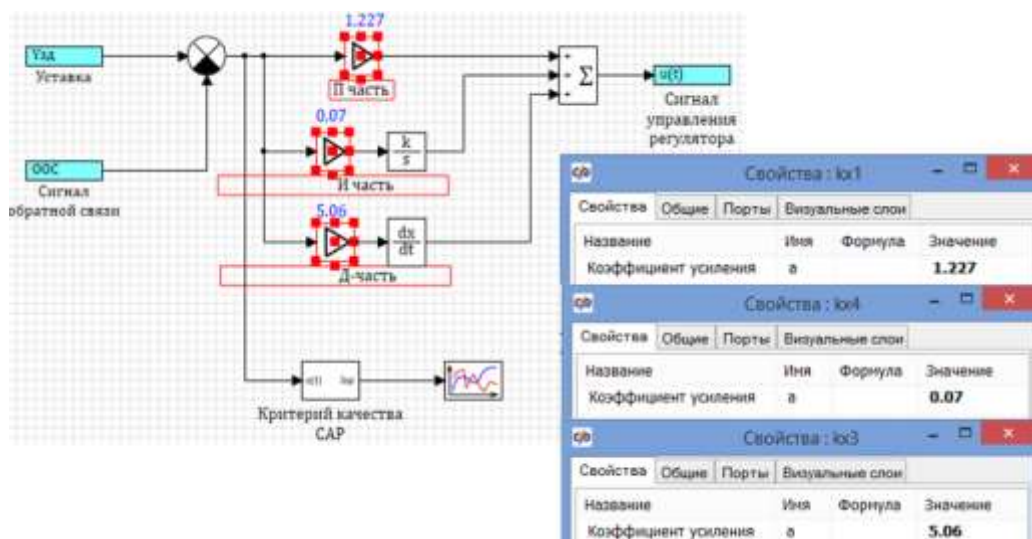 1.227
Yзд
Уставка
П часть
Σ
u(t)
Сигнал
управления
регулятора
0.07
k
s
И часть
ООС
Сигнал
обратной связи
5.06
dx
dt
Д-часть
Критерий качества
САР
Свойства : kx1
Свойства Общие Порты Визуальные слои
Название Имя Формула Значение
Коэффициент усиления a 1.227
Свойства : kx4
Свойства Общие Порты Визуальные слои
Название Имя Формула Значение
Коэффициент усиления a 0.07
Свойства : kx3
Свойства Общие Порты Визуальные слои
Название Имя Формула Значение
Коэффициент усиления a 5.06